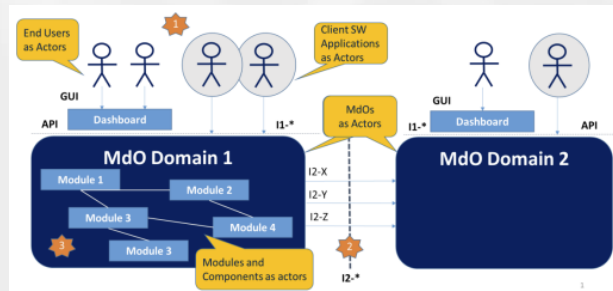 End Users
as Actors
1
Client SW
Applications
as Actors
GUI
GUI
API
Dashboard
I1-*
MdOs
as Actors
I1-*
Dashboard
API
MdO Domain 1
MdO Domain 2
Module 1
Module 2
I2-X
I2-Y
Module 3
Module 4
I2-Z
3
Module 3
Modules and
Components as actors
2
I2-*
1